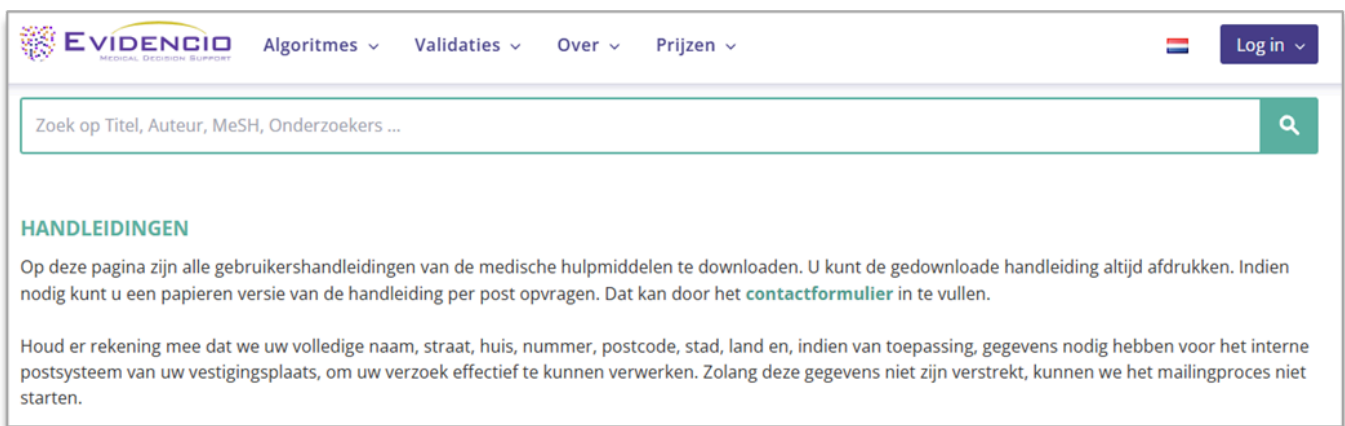 EVIDENCIO Algoritmes Validaties Over Prijzen Log in
MEDICAL DECISION SUPPORT
Zoek op Titel, Auteur, MeSH, Onderzoekers ...
HANDLEIDINGEN
Op deze pagina zijn alle gebruikershandleidingen van de medische hulpmiddelen te downloaden. U kunt de gedownloade handleiding altijd afdrukken. Indien
nodig kunt u een papieren versie van de handleiding per post opvragen. Dat kan door het contactformulier in te vullen.
Houd er rekening mee dat we uw volledige naam, straat, huis, nummer, postcode, stad, land en, indien van toepassing, gegevens nodig hebben voor het interne
postsysteem van uw vestigingsplaats, om uw verzoek effectief te kunnen verwerken. Zolang deze gegevens niet zijn verstrekt, kunnen we het mailingproces niet
starten.